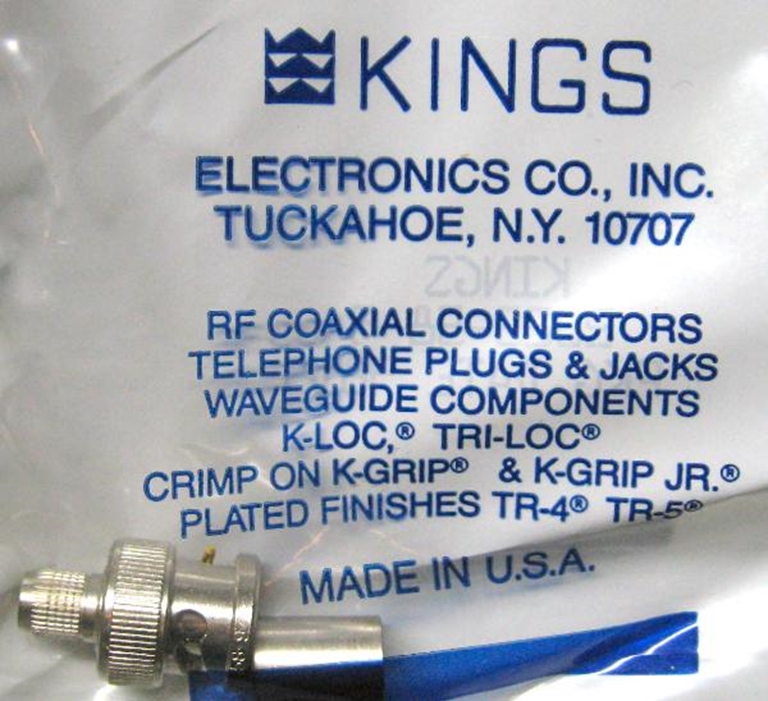 KINGS
ELECTRONICS CO., INC.
TUCKAHOE, N.Y. 10707
KINGS
RF COAXIAL CONNECTORS
TELEPHONE PLUGS & JACKS
WAVEGUIDE COMPONENTS
K-LOC,® TRI-LOC®
CRIMP ON K-GRIP® & K-GRIP JR.®
PLATED FINISHES TR-4® TR-5®
MADE IN U.S.A.